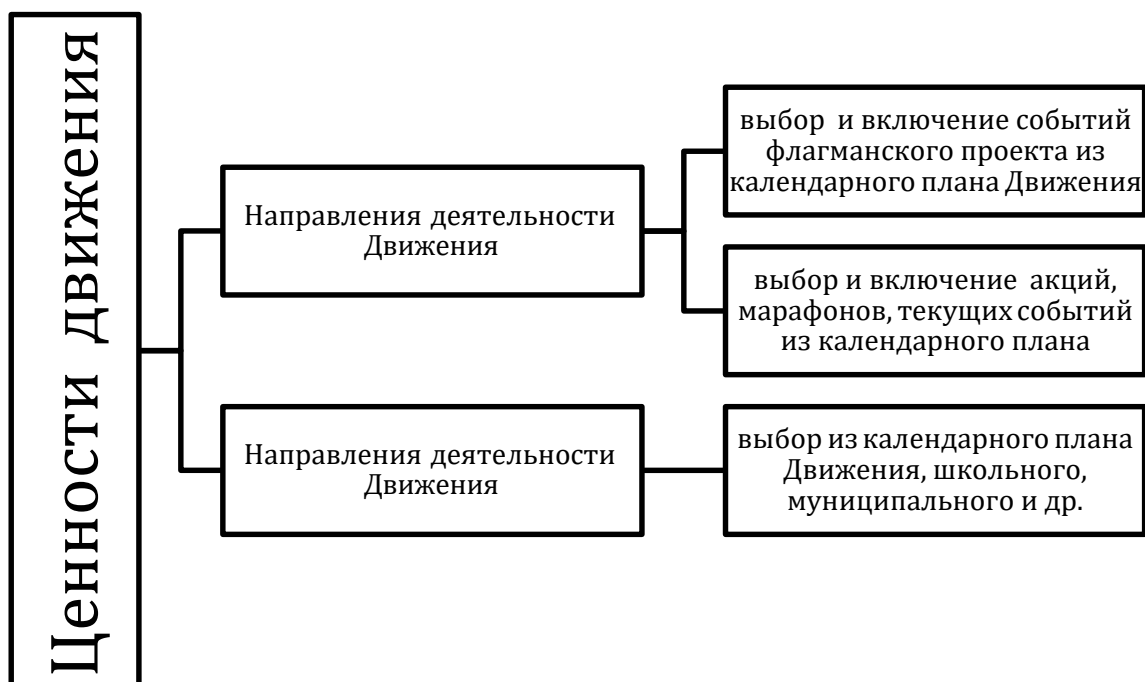 Ценности движения
Направления деятельности
Движения
выбор и включение событий
флагманского проекта из
календарного плана Движения
выбор и включение акций,
марафонов, текущих событий
из календарного плана
Направления деятельности
Движения
выбор из календарного плана
Движения, школьного,
муниципального и др.